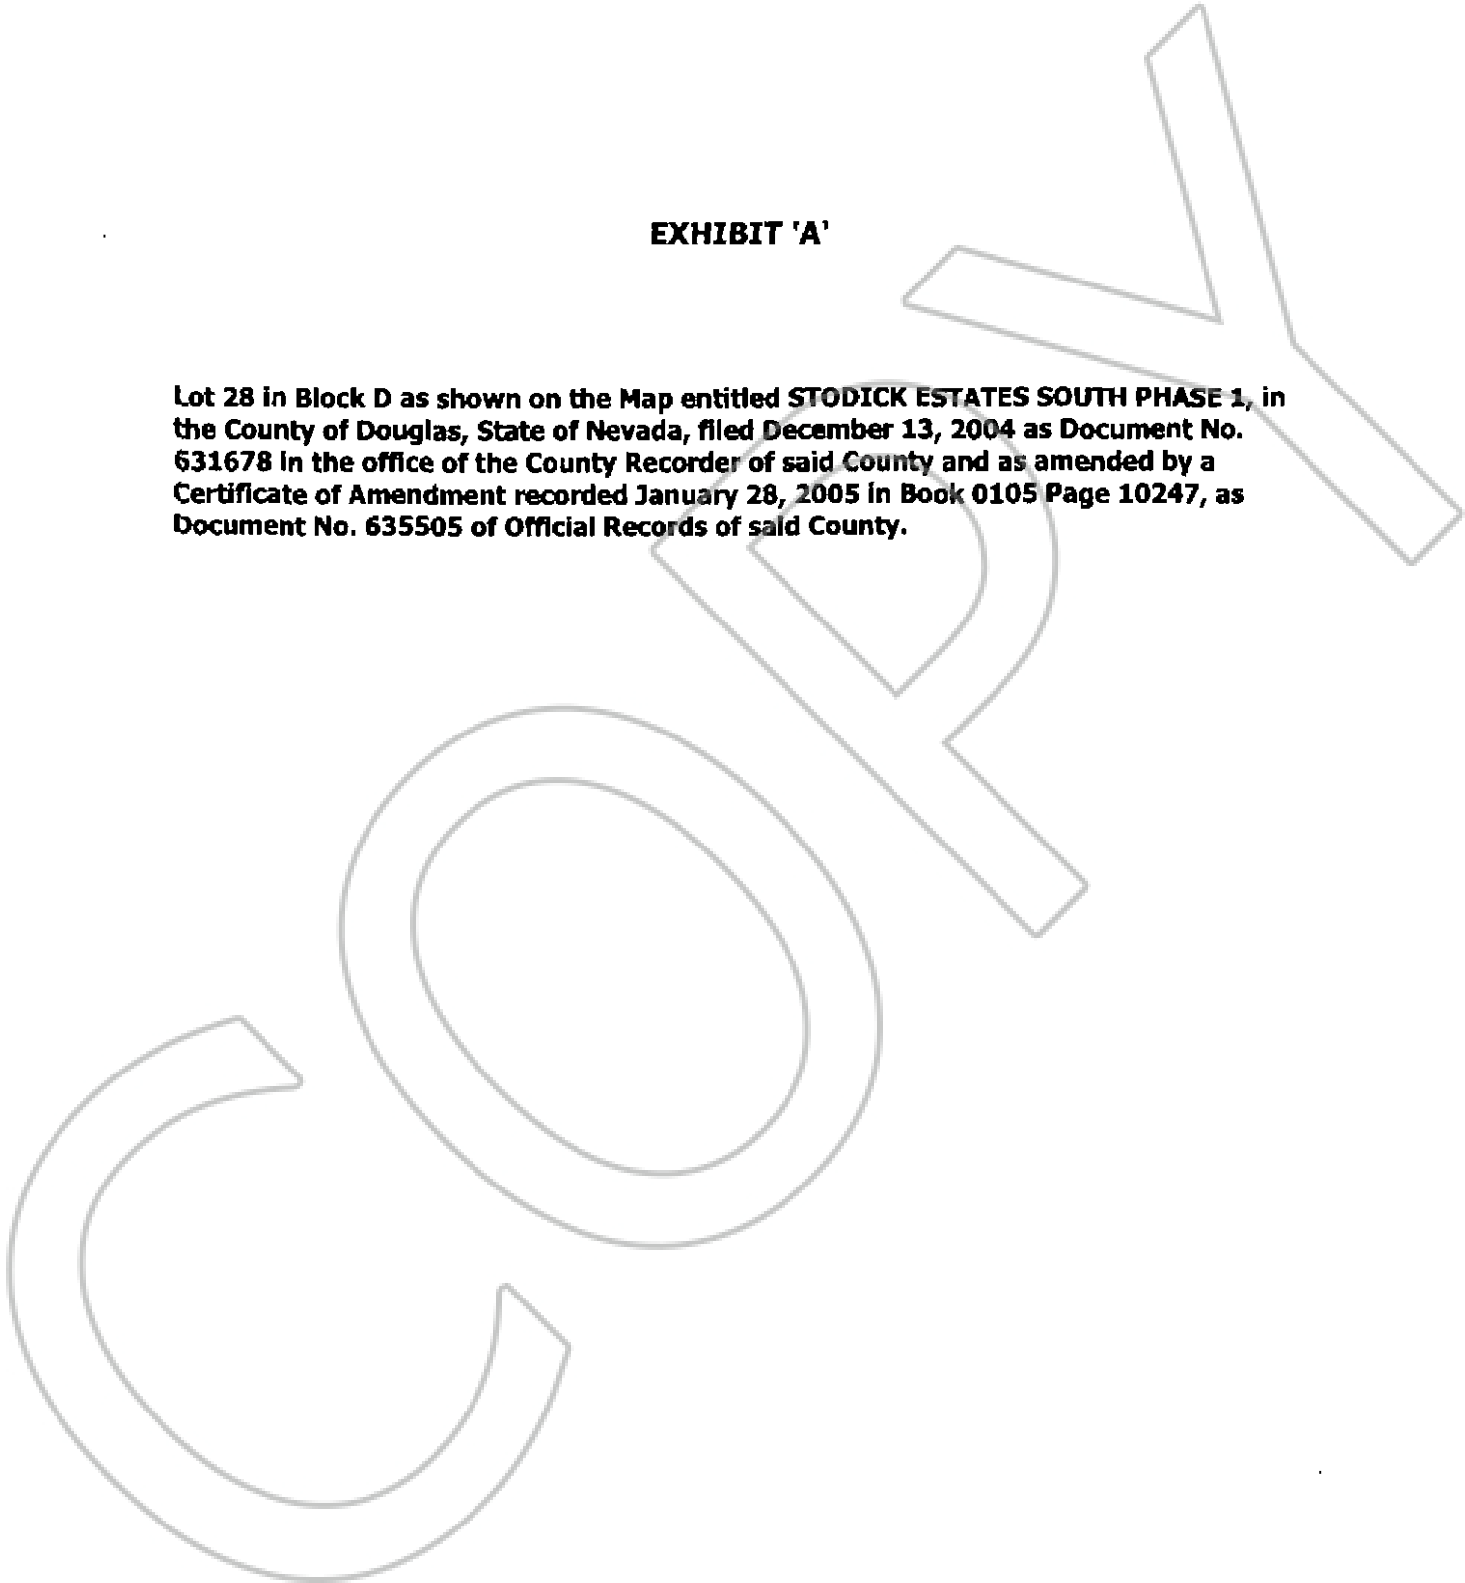 EXHIBIT 'A'
Lot 28 in Block D as shown on the Map entitled STODICK ESTATES SOUTH PHASE 1, in
the County of Douglas, State of Nevada, filed December 13, 2004 as Document No.
631678 in the office of the County Recorder of said County and as amended by a
Certificate of Amendment recorded January 28, 2005 in Book 0105 Page 10247, as
Document No. 635505 of Official Records of said County.
COPY